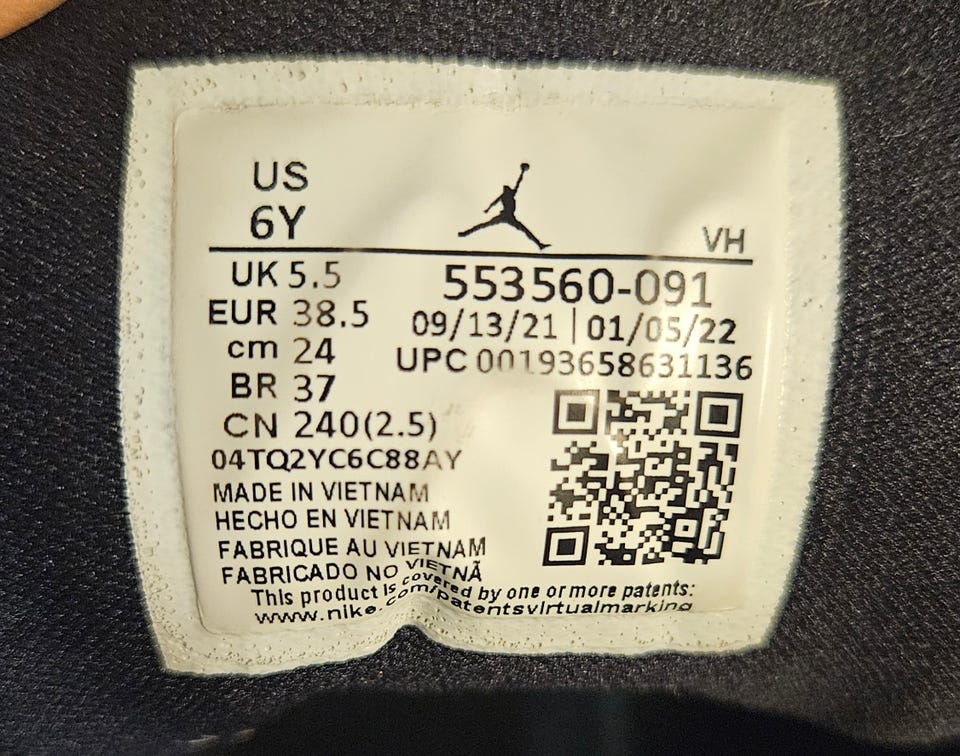 US
6Y
VH
UK 5.5
EUR 38.5
cm 24
BR 37
CN 240(2.5)
553560-091
09/13/21 | 01/05/22
UPC 00193658631136
04TQ2YC6C88AY
MADE IN VIETNAM
HECHO EN VIETNAM
FABRIQUE AU VIETNAM
FABRICADO NO VIETNÃ
This product is covered by one or more patents:
www.nike.com/patentsvirtualmarking